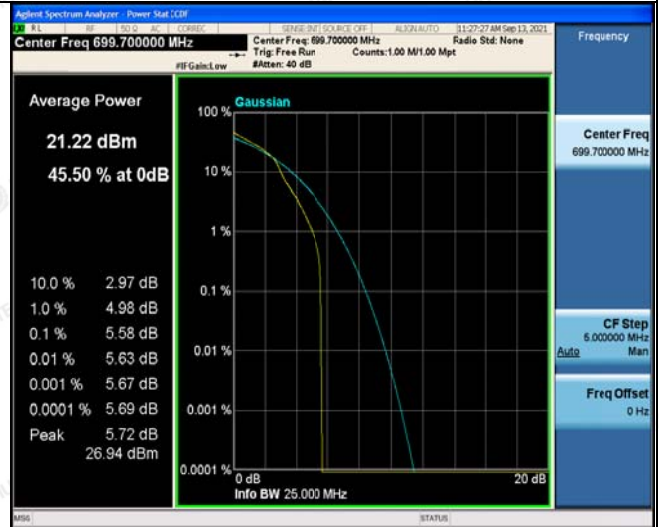 Agilent Spectrum Analyzer - Power Stat CCDF
RL RF 50 Ω AC CORREC SENSE:INT SOURCE OFF ALIGN AUTO 11:27:27 AM Sep 13, 2021
Center Freq 699.700000 MHz
Center Freq: 699.700000 MHz Radio Std: None
Trig: Free Run Counts:1.00 M/1.00 Mpt
#IFGain:Low #Atten: 40 dB
Frequency
Average Power
21.22 dBm
45.50 % at 0dB
10.0 % 2.97 dB
1.0 % 4.98 dB
0.1 % 5.58 dB
0.01 % 5.63 dB
0.001 % 5.67 dB
0.0001 % 5.69 dB
Peak 5.72 dB
26.94 dBm
Gaussian
100 %
10 %
1 %
0.1 %
0.01 %
0.001 %
0.0001 %
0 dB 20 dB
Info BW 25.000 MHz
Center Freq
699.700000 MHz
CF Step
5.000000 MHz
Auto Man
Freq Offset
0 Hz
MSG STATUS